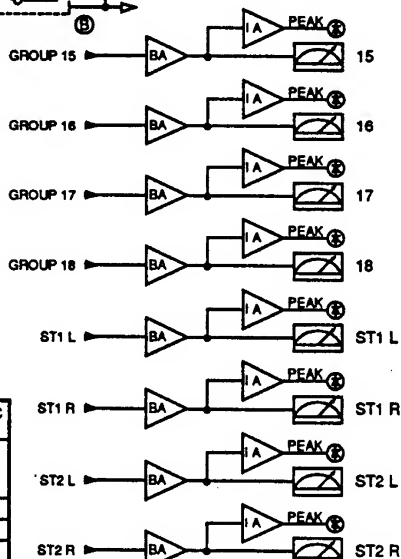 B
IA PEAK
GROUP 15 BA 15
IA PEAK
GROUP 16 BA 16
IA PEAK
GROUP 17 BA 17
IA PEAK
GROUP 18 BA 18
IA PEAK
ST1 L BA ST1 L
IA PEAK
ST1 R BA ST1 R
IA PEAK
ST2 L BA ST2 L
IA PEAK
ST2 R BA ST2 R